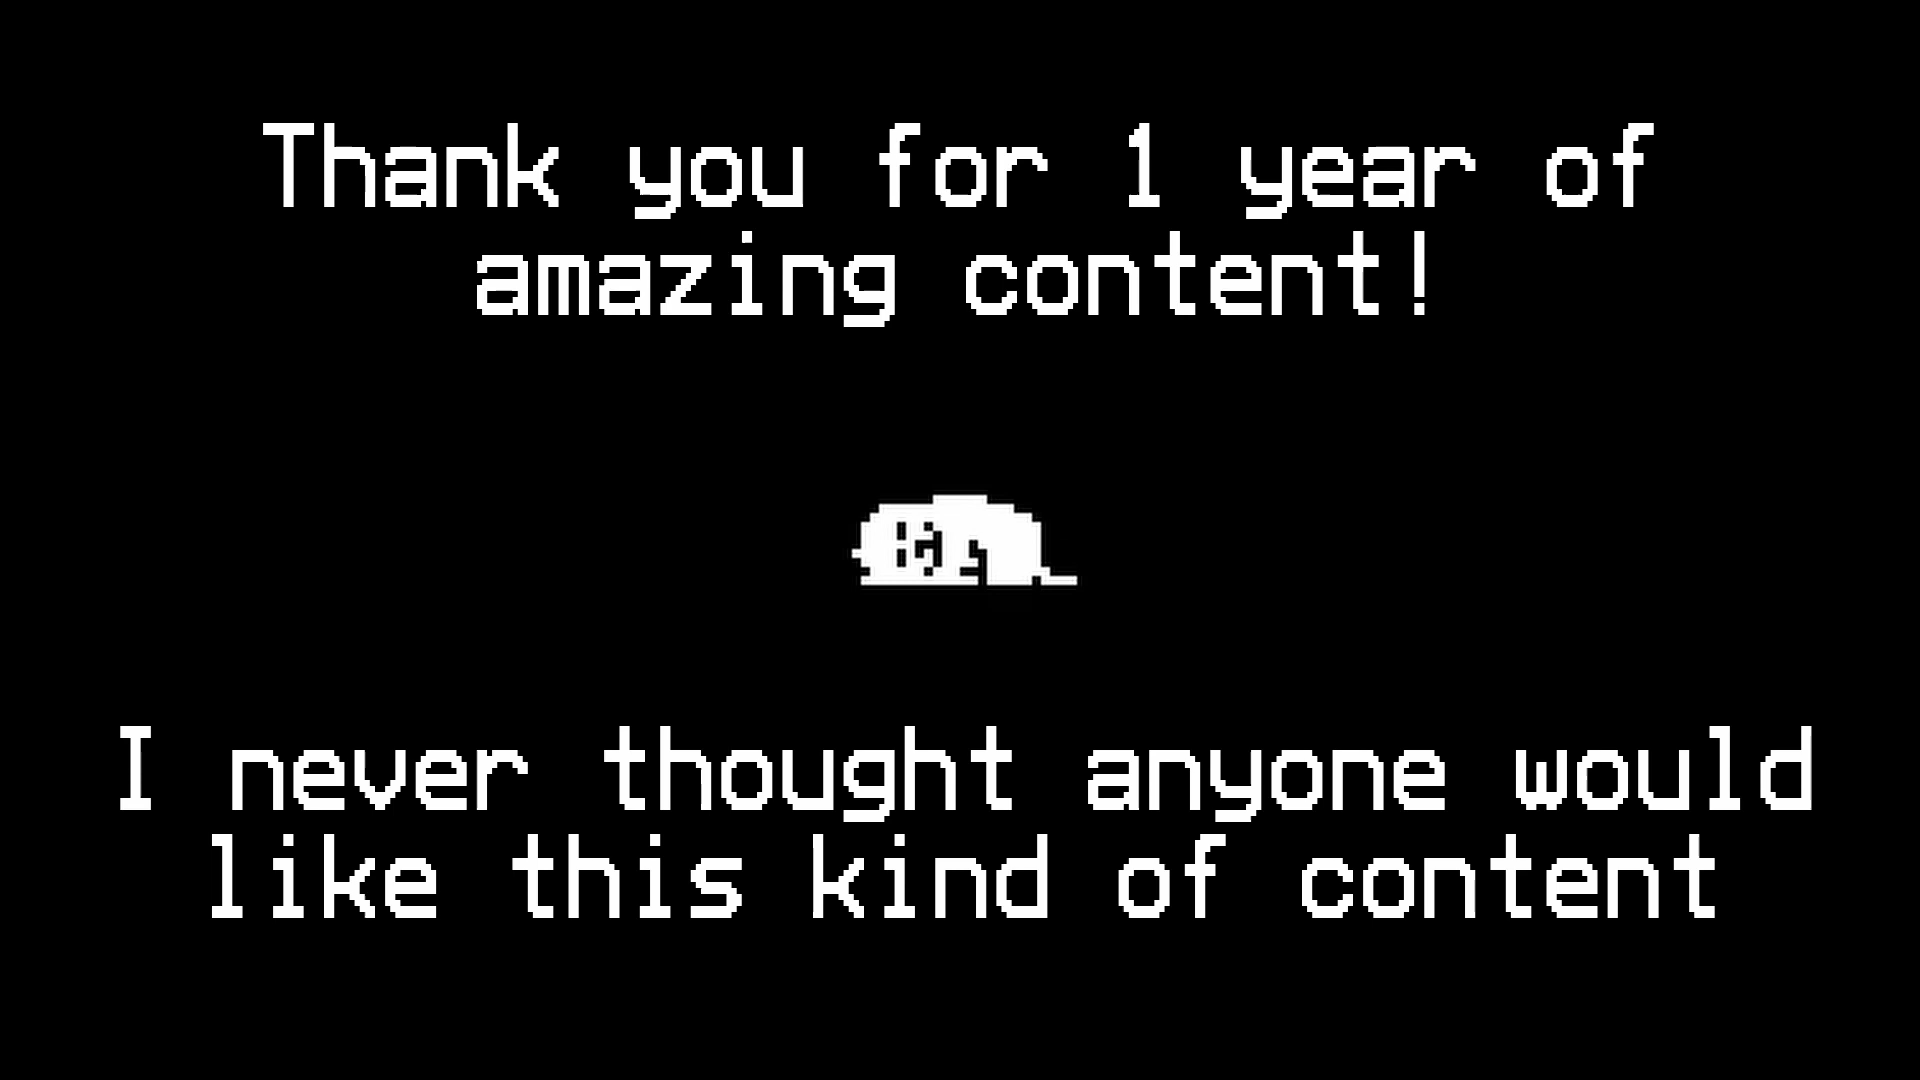 Thank you for 1 year of
amazing content!
I never thought anyone would
like this kind of content